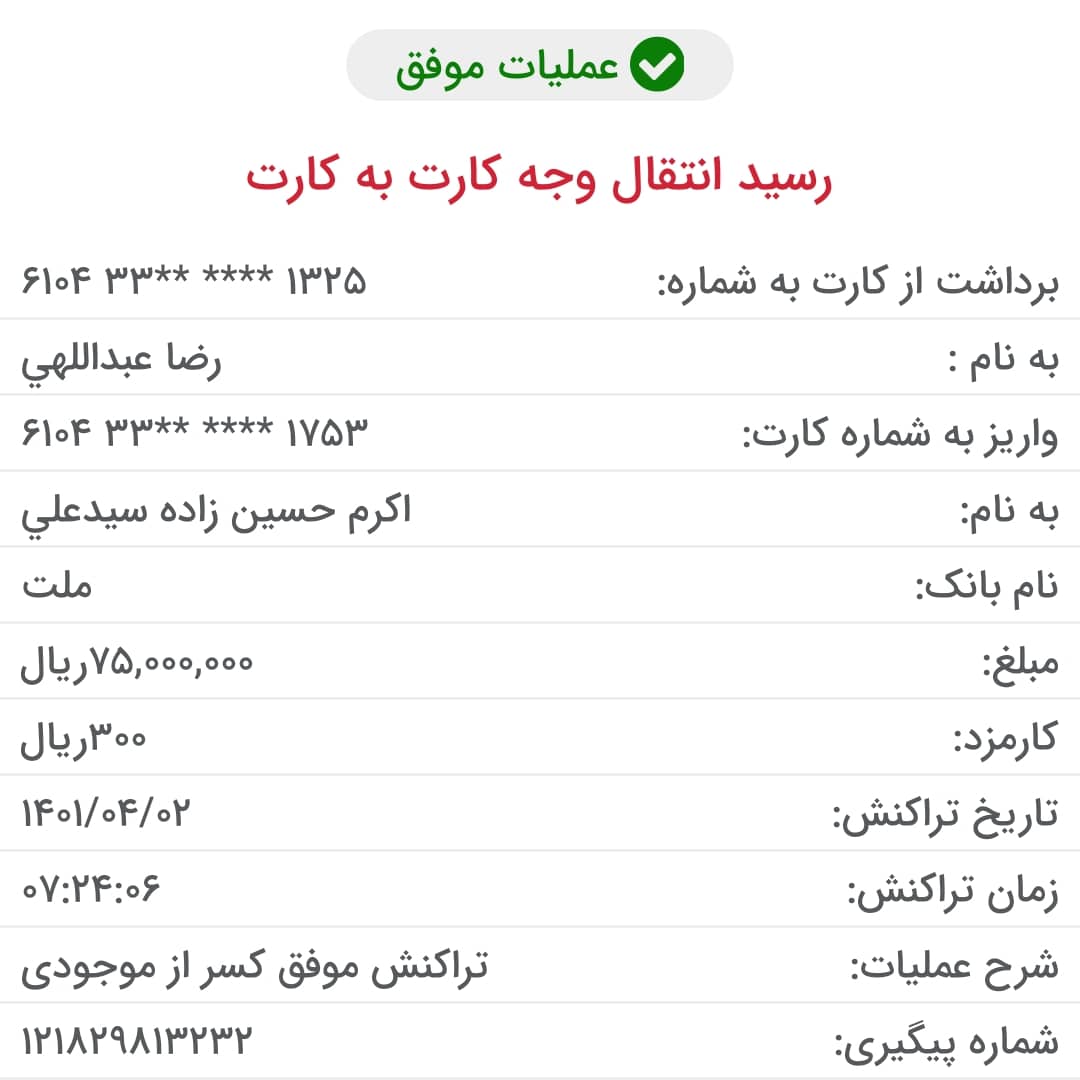 عملیات موفق
رسید انتقال وجه کارت به کارت
برداشت از کارت به شماره: ۶۱۰۴ ۳۳** **** ۱۳۲۵
به نام : رضا عبداللهي
واریز به شماره کارت: ۶۱۰۴ ۳۳** **** ۱۷۵۳
به نام: اکرم حسین زاده سیدعلي
نام بانک: ملت
مبلغ: ۷۵,۰۰۰,۰۰۰ریال
کارمزد: ۳۰۰ریال
تاریخ تراکنش: ۱۴۰۱/۰۴/۰۲
زمان تراکنش: ۰۷:۲۴:۰۶
شرح عملیات: تراکنش موفق کسر از موجودی
شماره پیگیری: ۱۲۱۸۲۹۸۱۳۲۳۲